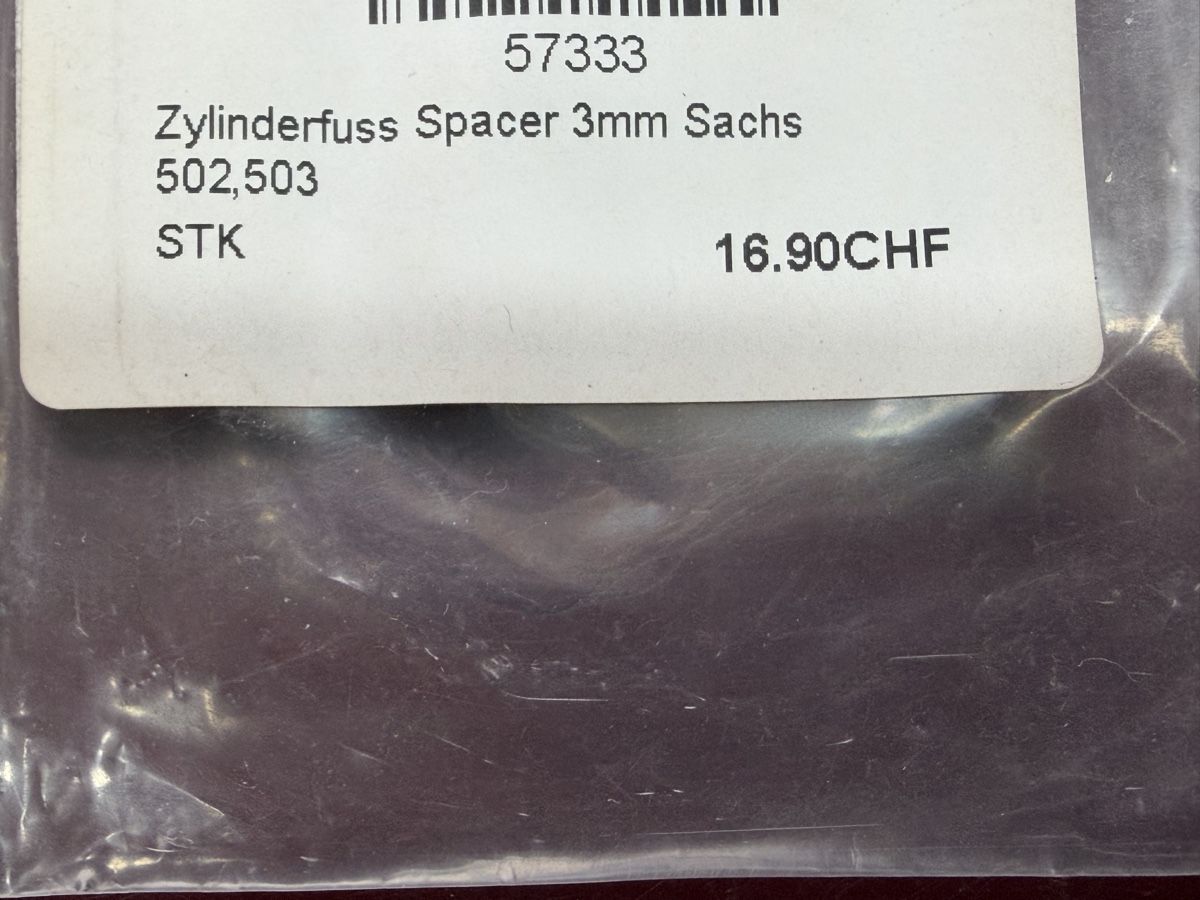 57333
Zylinderfuss Spacer 3mm Sachs
502,503
STK 16.90CHF